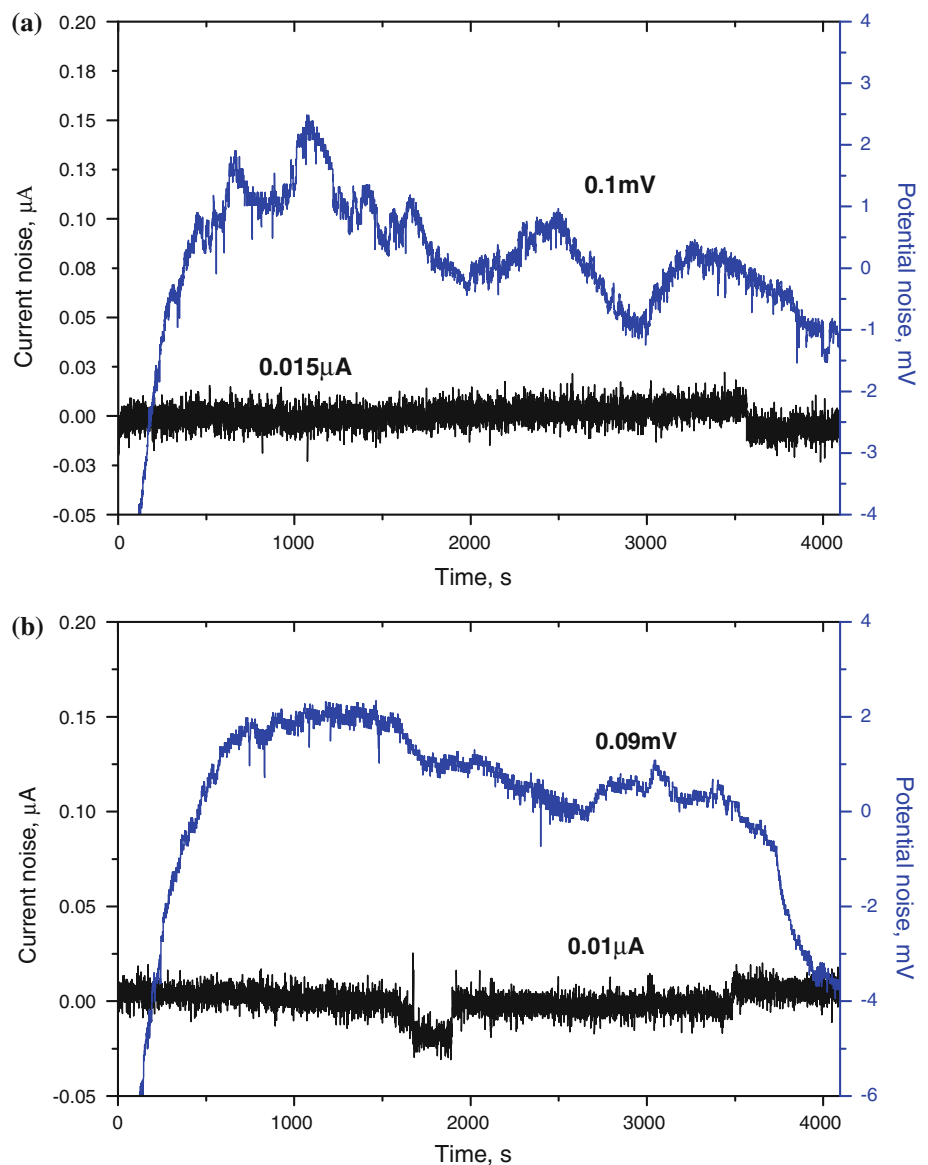 (a)
0.20
0.18
0.15
0.13
0.10
0.08
0.05
0.03
0.00
-0.03
-0.05
Current noise, μA
4
3
2
1
0
-1
-2
-3
-4
Potential noise, mV
0.1mV
0.015μA
0 1000 2000 3000 4000
Time, s
(b)
0.20
0.15
0.10
0.05
0.00
-0.05
Current noise, μA
4
2
0
-2
-4
-6
Potential noise, mV
0.09mV
0.01μA
0 1000 2000 3000 4000
Time, s